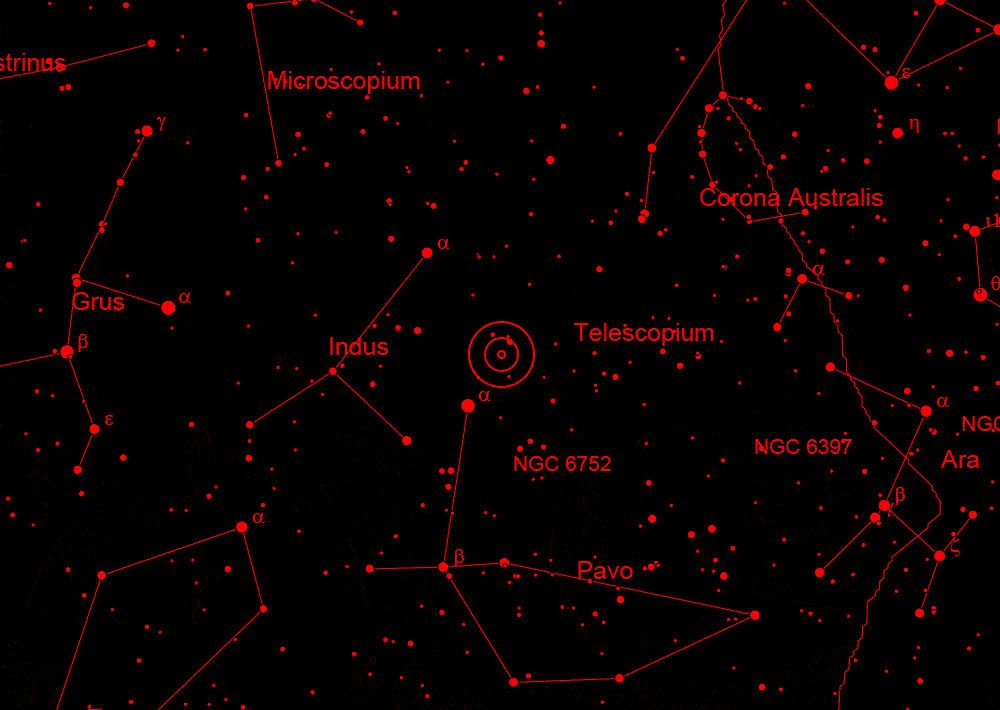 strinus
Microscopium
ε
γ
η
Corona Australis
α
α
Grus
α
θ
β
Indus
Telescopium
α
α
ε
NGC 6752
NGC 6397
NGC
Ara
β
α
β
Pavo
ζ